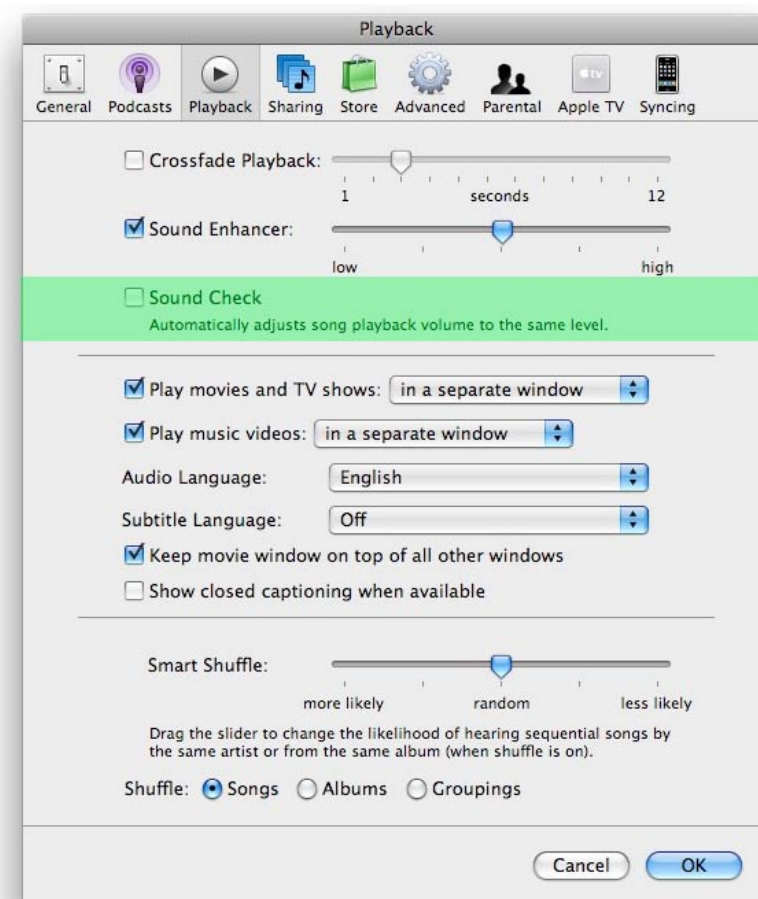 Playback
General Podcasts Playback Sharing Store Advanced Parental Apple TV Syncing
Crossfade Playback:
1 seconds 12
Sound Enhancer:
low high
Sound Check
Automatically adjusts song playback volume to the same level.
Play movies and TV shows: in a separate window
Play music videos: in a separate window
Audio Language: English
Subtitle Language: Off
Keep movie window on top of all other windows
Show closed captioning when available
Smart Shuffle:
more likely random less likely
Drag the slider to change the likelihood of hearing sequential songs by
the same artist or from the same album (when shuffle is on).
Shuffle: Songs Albums Groupings
Cancel OK